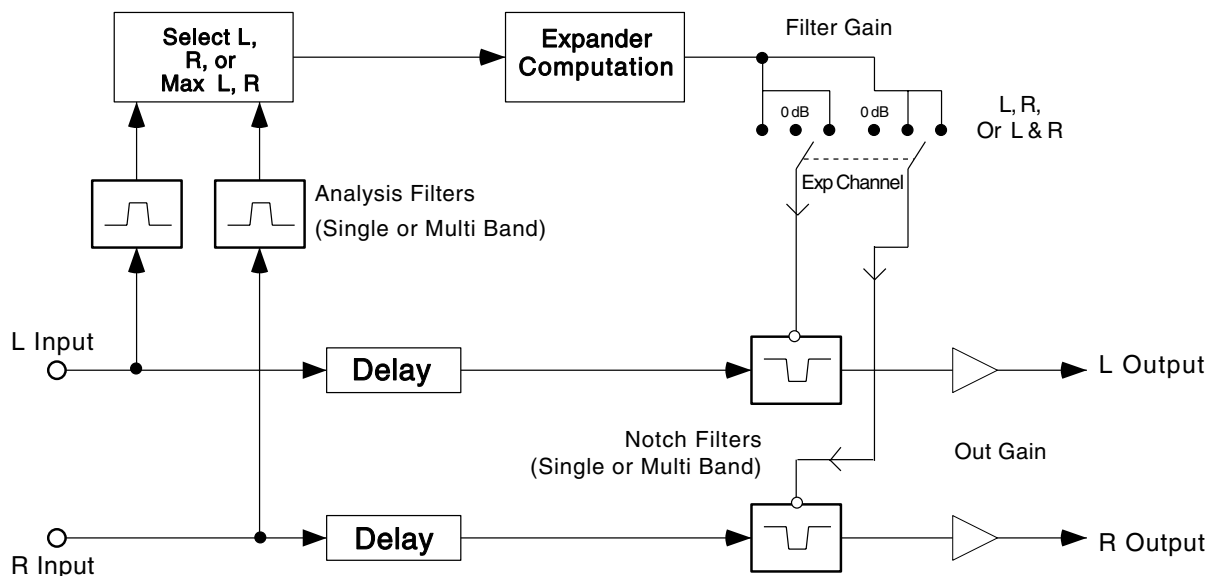 Select L,
R, or
Max L, R
Expander
Computation
Filter Gain
0 dB
0 dB
L, R,
Or L & R
Exp Channel
Analysis Filters
(Single or Multi Band)
L Input
Delay
L Output
Notch Filters
(Single or Multi Band)
Out Gain
R Input
Delay
R Output